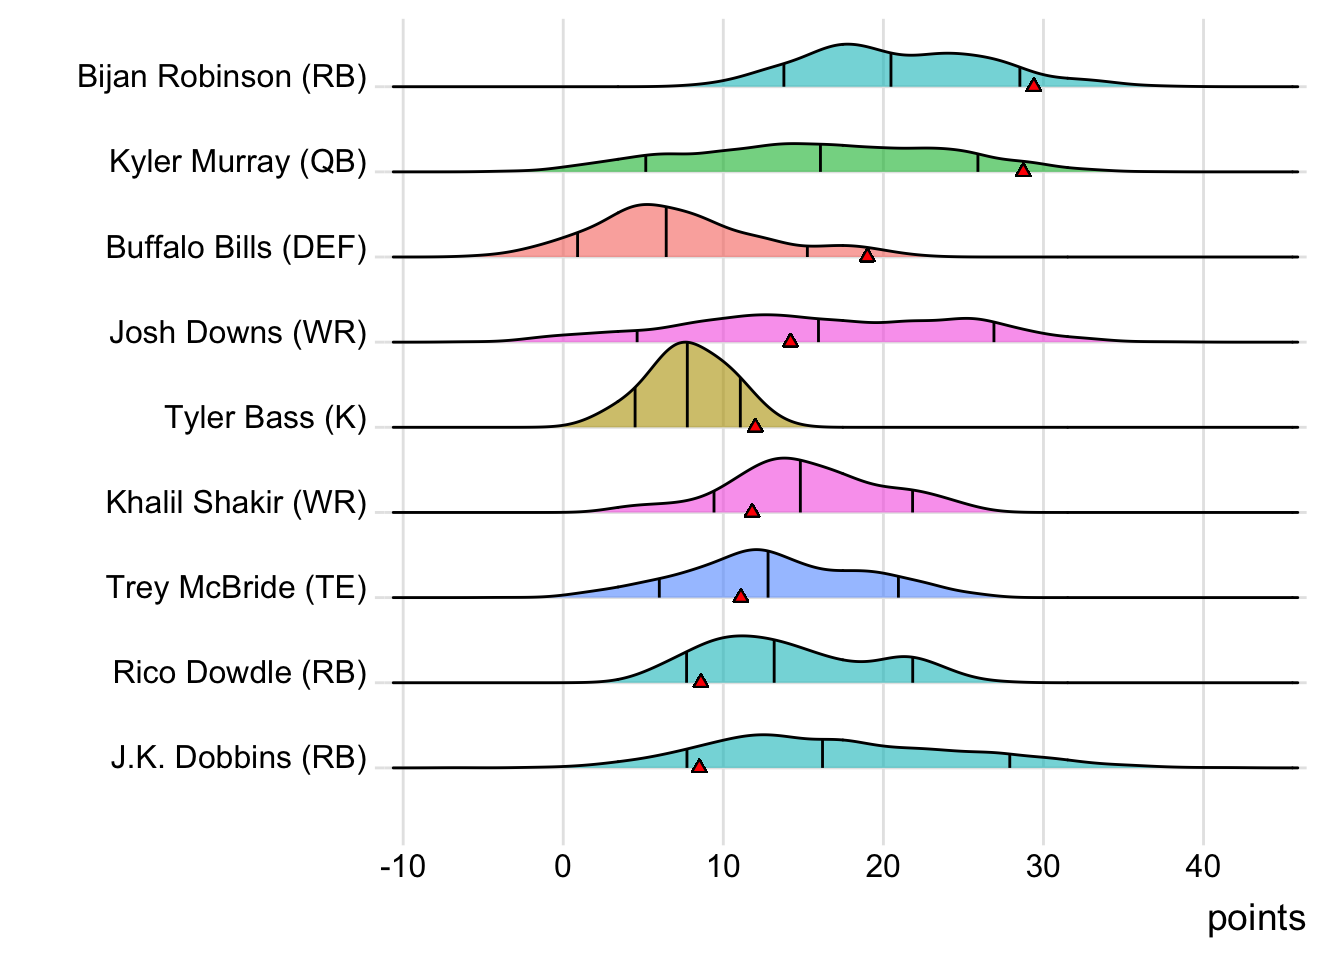 Bijan Robinson (RB)
Kyler Murray (QB)
Buffalo Bills (DEF)
Josh Downs (WR)
Tyler Bass (K)
Khalil Shakir (WR)
Trey McBride (TE)
Rico Dowdle (RB)
J.K. Dobbins (RB)
-10 0 10 20 30 40
points